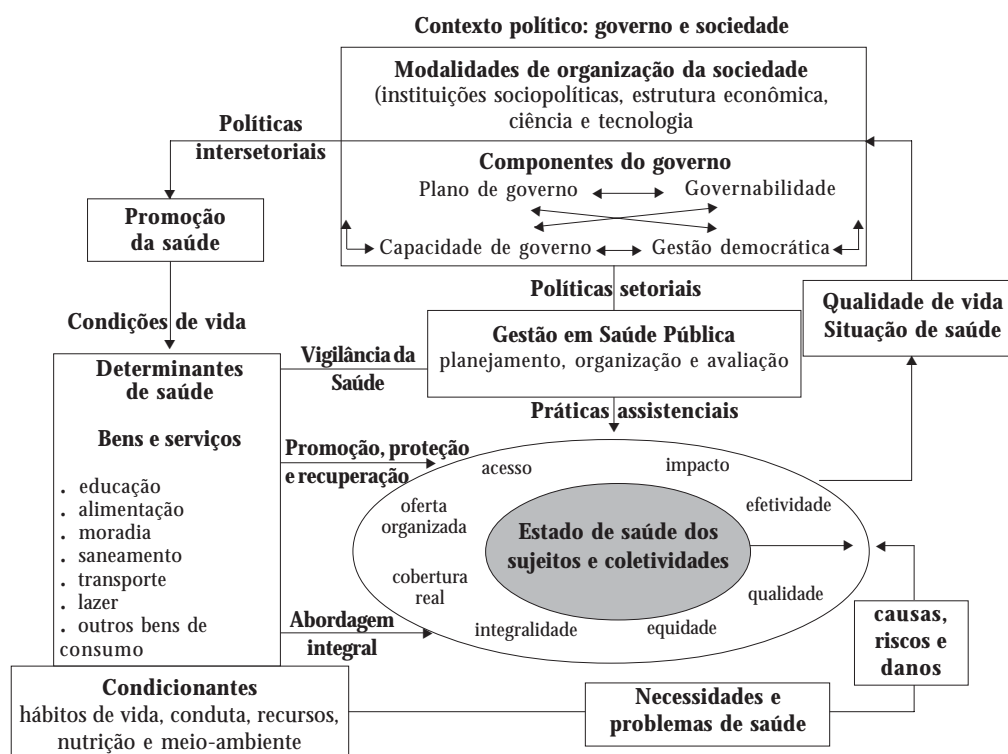 Contexto político: governo e sociedade
Modalidades de organização da sociedade
(instituições sociopolíticas, estrutura econômica,
ciência e tecnologia
Políticas
intersetoriais
Componentes do governo
Plano de governo
Governabilidade
Capacidade de governo
Gestão democrática
Promoção
da saúde
Políticas setoriais
Qualidade de vida
Situação de saúde
Condições de vida
Gestão em Saúde Pública
planejamento, organização e avaliação
Vigilância da
Saúde
Determinantes
de saúde
Práticas assistenciais
Bens e serviços
. educação
. alimentação
. moradia
. saneamento
. transporte
. lazer
. outros bens de
consumo
Promoção, proteção
e recuperação
acesso
impacto
oferta
organizada
efetividade
Estado de saúde dos
sujeitos e coletividades
cobertura
real
qualidade
integralidade
equidade
Abordagem
integral
causas,
riscos e
danos
Condicionantes
hábitos de vida, conduta, recursos,
nutrição e meio-ambiente
Necessidades e
problemas de saúde